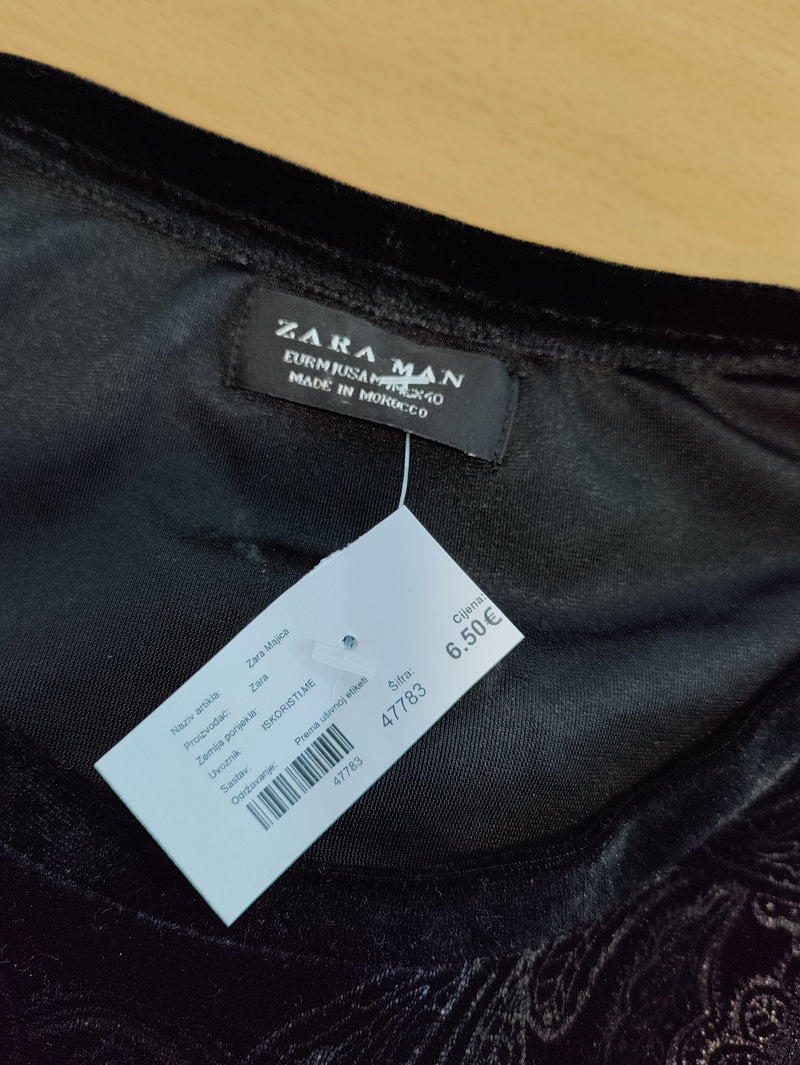 ZARA MAN
EUR M USA M MEX 40
MADE IN MOROCCO
Naziv artikla: Zara Majica
Proizvođač: Zara
Zemlja porijekla:
Uvoznik: ISKORISTI.ME
Sastav:
Održavanje: Prema ušivnoj etiketi
47783
Šifra:
47783
Cijena:
6.50€